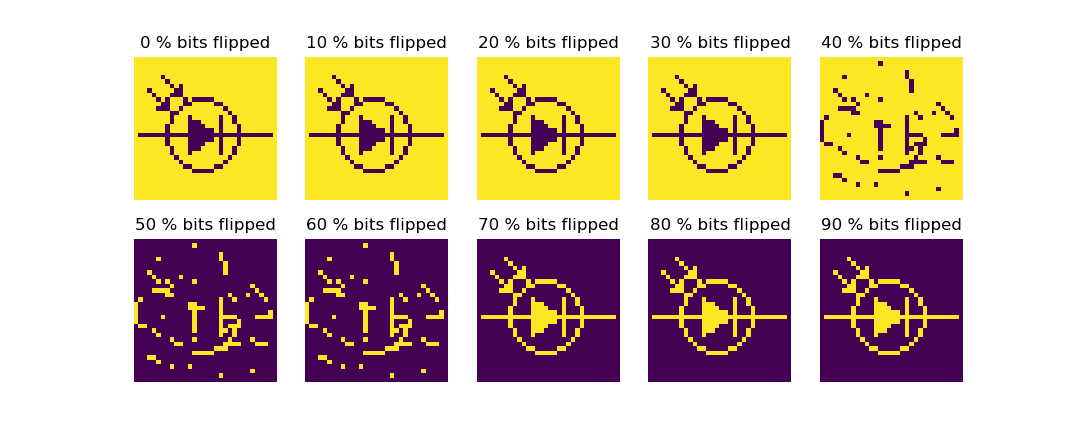 0 % bits flipped
10 % bits flipped
20 % bits flipped
30 % bits flipped
40 % bits flipped
50 % bits flipped
60 % bits flipped
70 % bits flipped
80 % bits flipped
90 % bits flipped